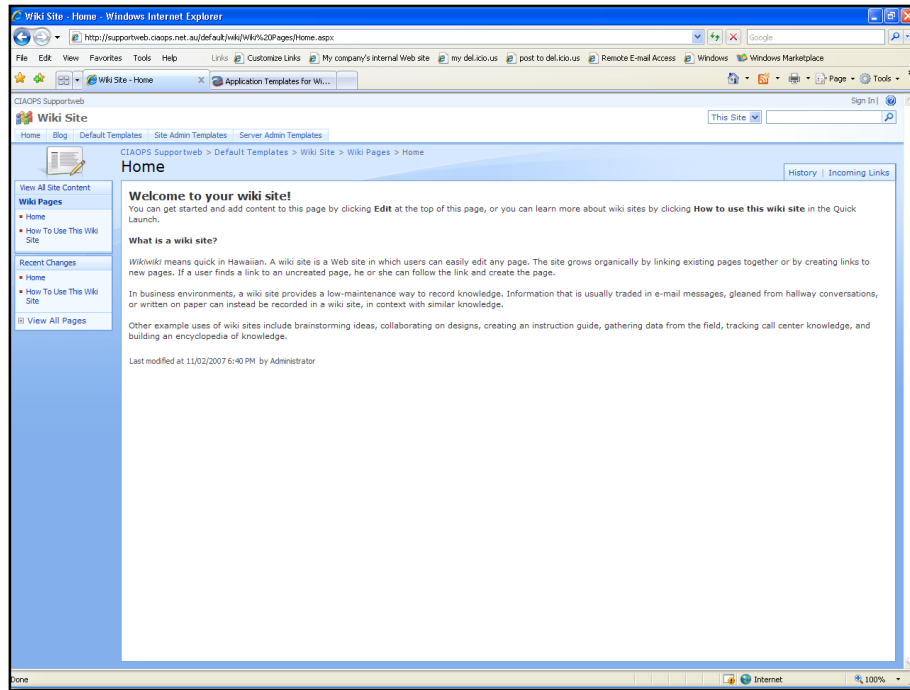 Wiki Site - Home - Windows Internet Explorer
http://supportweb.ciaops.net.au/default/wiki/Wiki%20Pages/Home.aspx
Google
File Edit View Favorites Tools Help Links Customize Links My company's internal Web site my del.icio.us post to del.icio.us Remote E-mail Access Windows Windows Marketplace
Wiki Site - Home X Application Templates for Wi... Page Tools
CIAOPS Supportweb Sign In |
Wiki Site This Site
Home Blog Default Templates Site Admin Templates Server Admin Templates
CIAOPS Supportweb > Default Templates > Wiki Site > Wiki Pages > Home
Home
History | Incoming Links
View All Site Content
Wiki Pages
Home
How To Use This Wiki
Site
Recent Changes
Home
How To Use This Wiki
Site
View All Pages
Welcome to your wiki site!
You can get started and add content to this page by clicking Edit at the top of this page, or you can learn more about wiki sites by clicking How to use this wiki site in the Quick
Launch.
What is a wiki site?
Wikiwiki means quick in Hawaiian. A wiki site is a Web site in which users can easily edit any page. The site grows organically by linking existing pages together or by creating links to
new pages. If a user finds a link to an uncreated page, he or she can follow the link and create the page.
In business environments, a wiki site provides a low-maintenance way to record knowledge. Information that is usually traded in e-mail messages, gleaned from hallway conversations,
or written on paper can instead be recorded in a wiki site, in context with similar knowledge.
Other example uses of wiki sites include brainstorming ideas, collaborating on designs, creating an instruction guide, gathering data from the field, tracking call center knowledge, and
building an encyclopedia of knowledge.
Last modified at 11/02/2007 6:40 PM by Administrator
Done Internet 100%